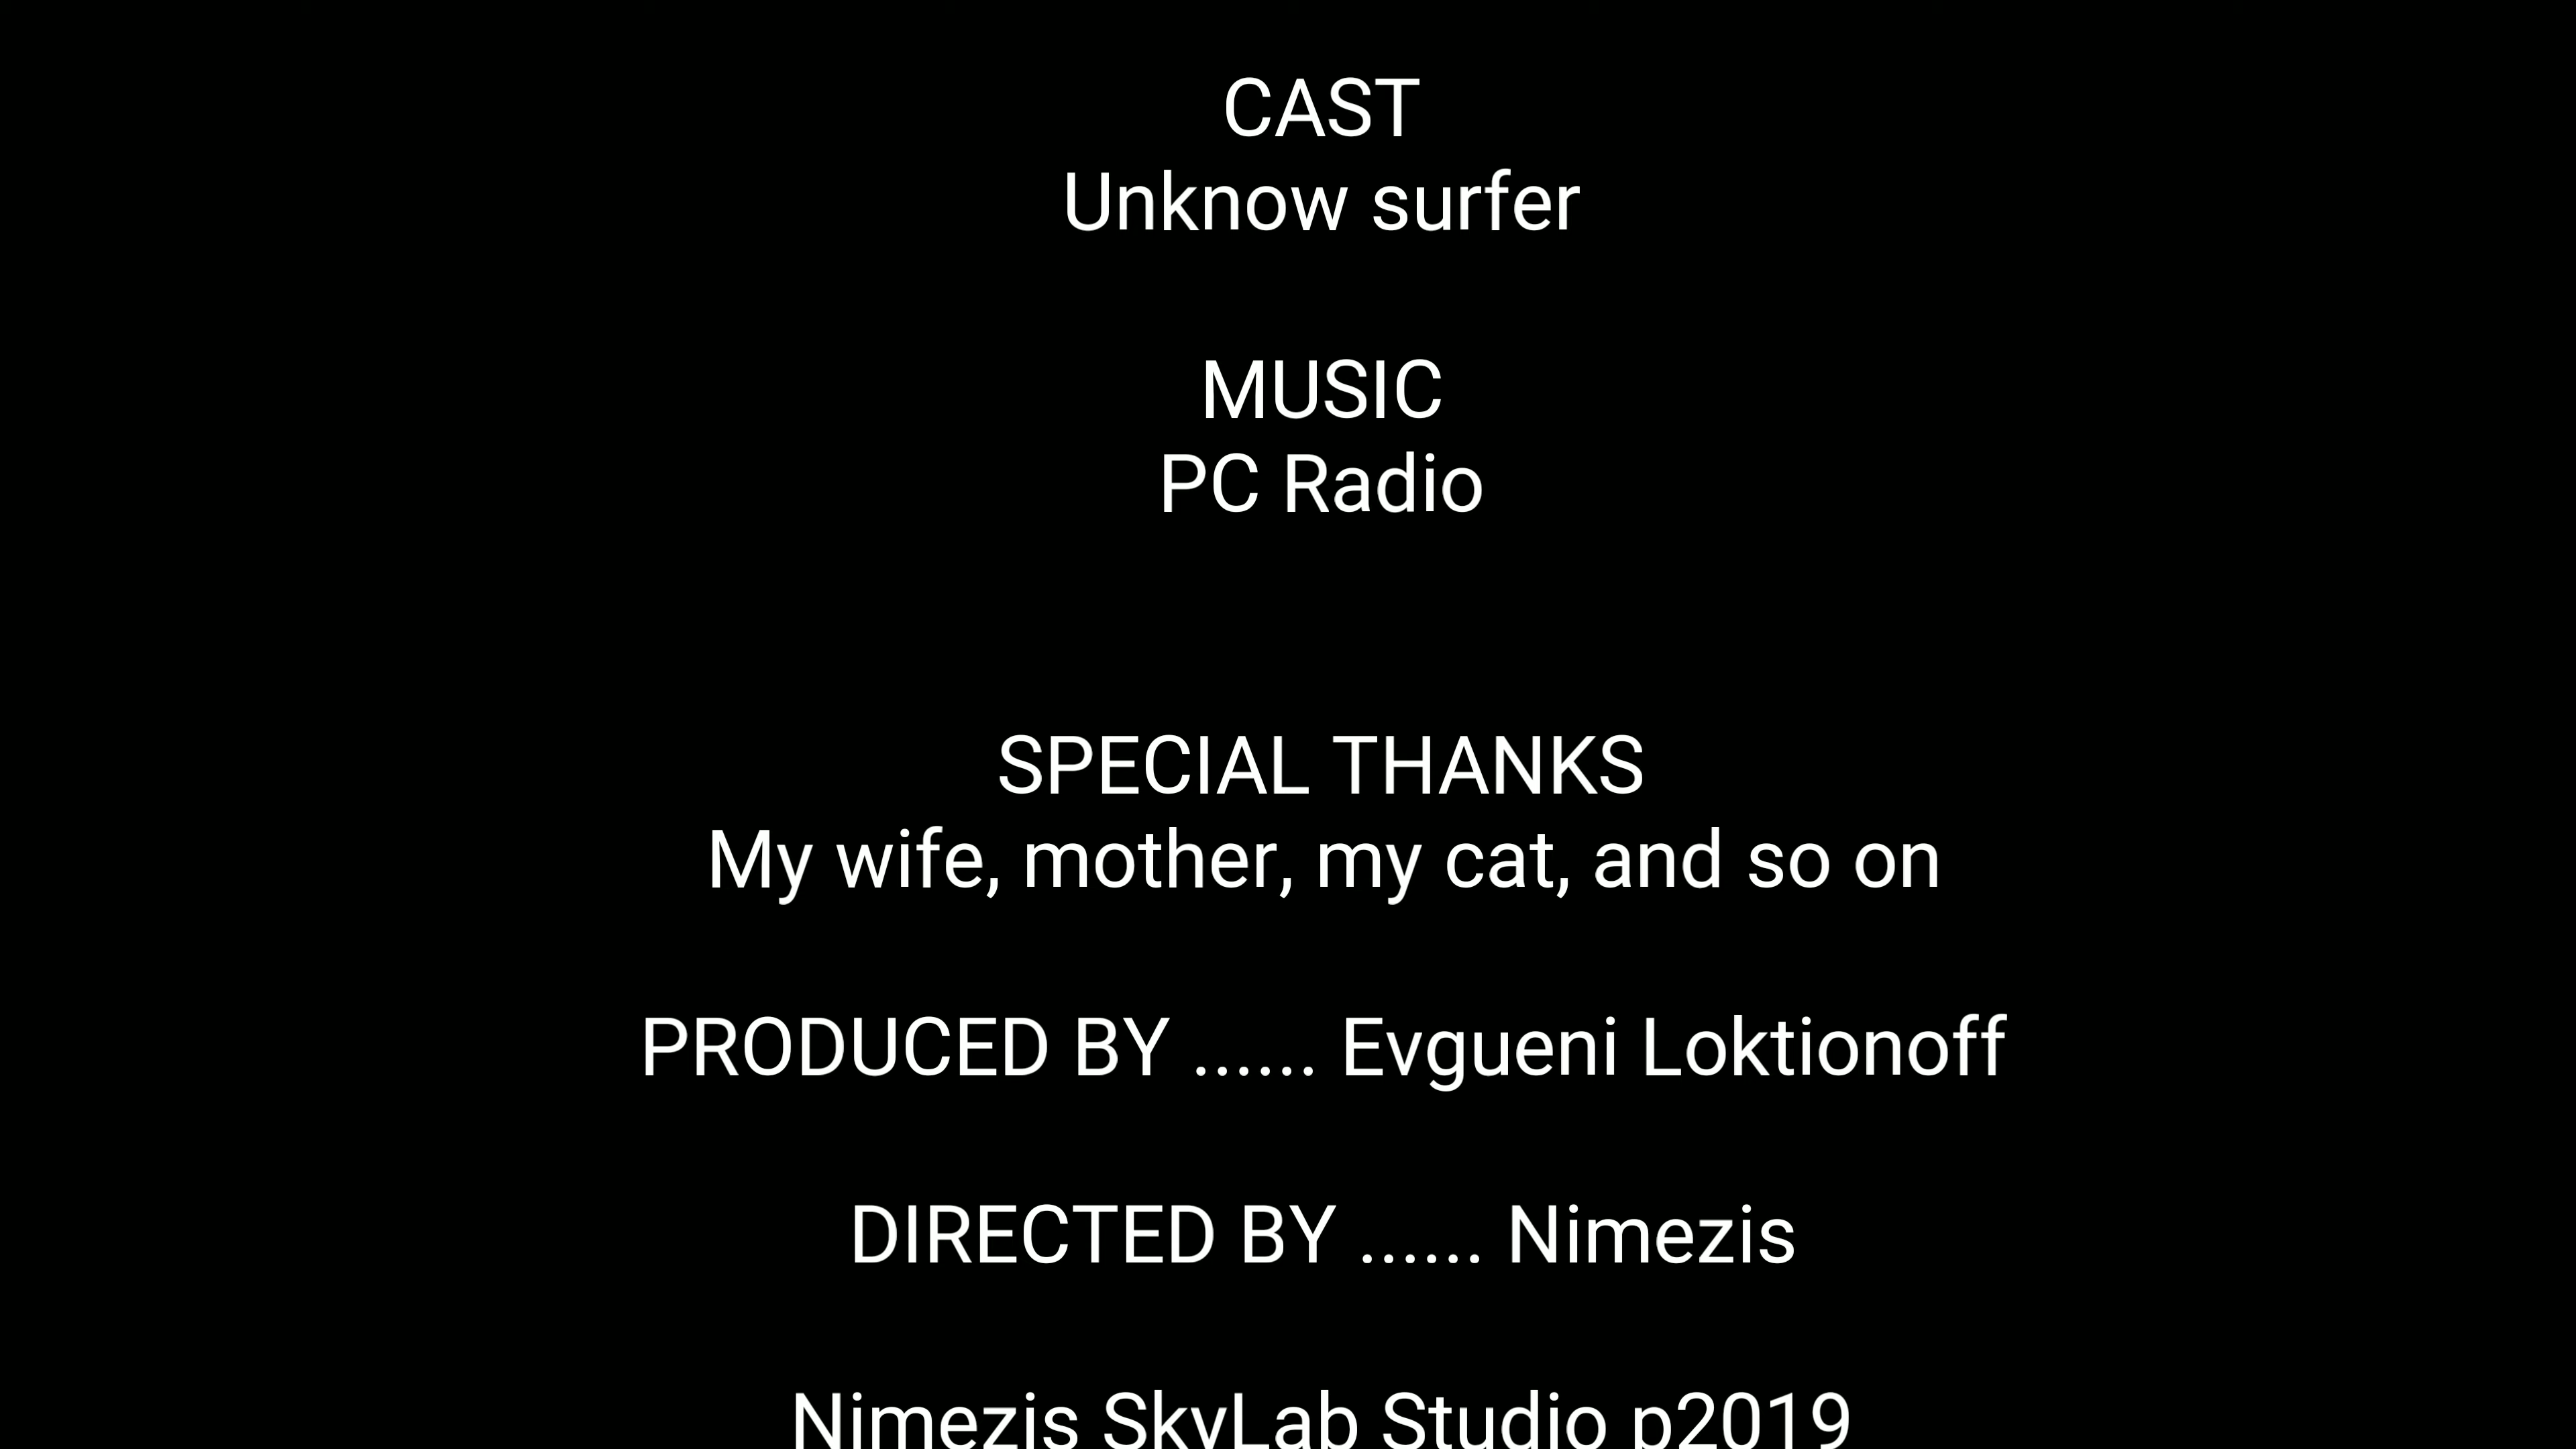 CAST
Unknow surfer
MUSIC
PC Radio
SPECIAL THANKS
My wife, mother, my cat, and so on
PRODUCED BY ...... Evgueni Loktionoff
DIRECTED BY ...... Nimezis
Nimezis SkyLab Studio p2019